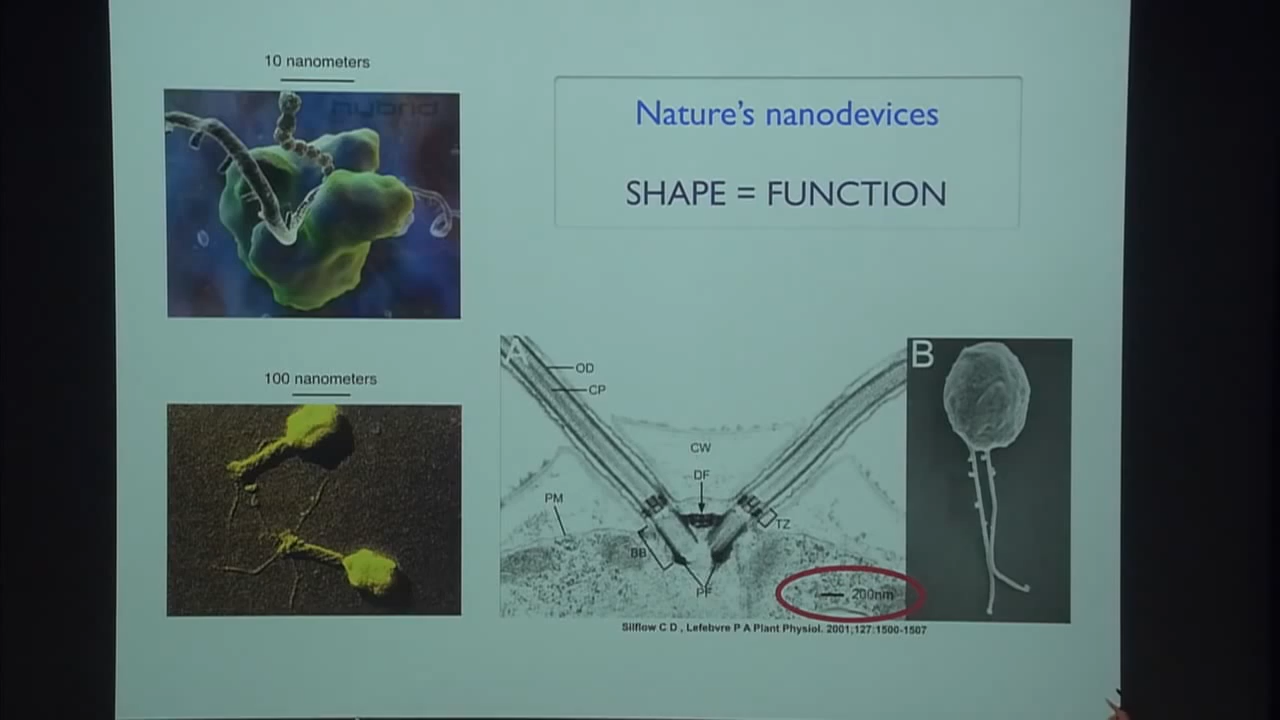 10 nanometers
hybrid
Nature's nanodevices
SHAPE = FUNCTION
100 nanometers
A
OD
CP
CW
DF
PM
TZ
BB
PF
200nm
B
Silflow C D , Lefebvre P A Plant Physiol. 2001;127:1500-1507